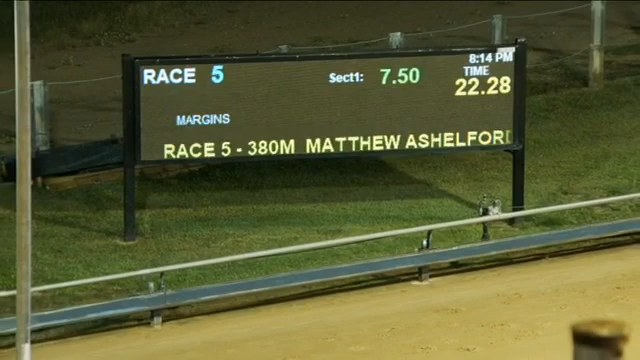 8:14 PM
RACE 5 Sect1: 7.50 TIME
22.28
MARGINS
RACE 5 - 380M MATTHEW ASHELFORD